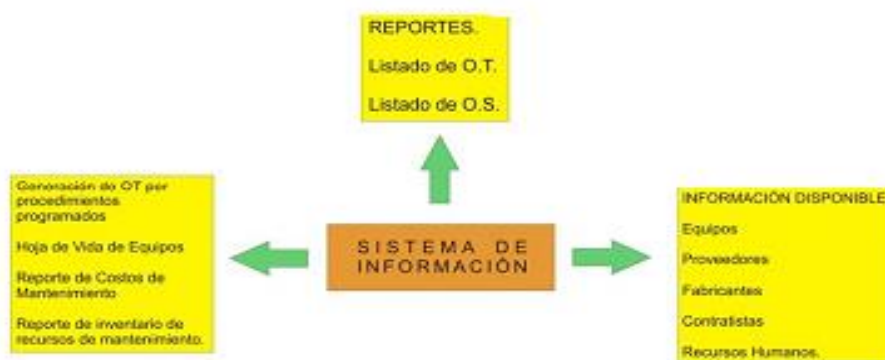 REPORTES.
Listado de O.T.
Listado de O.S.
Generación de OT por
procedimientos
programados
Hoja de Vida de Equipos
Reporte de Costos de
Mantenimiento
Reporte de inventario de
recursos de mantenimiento.
SISTEMA DE
INFORMACIÓN
INFORMACIÓN DISPONIBLE
Equipos
Proveedores
Fabricantes
Contratistas
Recursos Humanos.